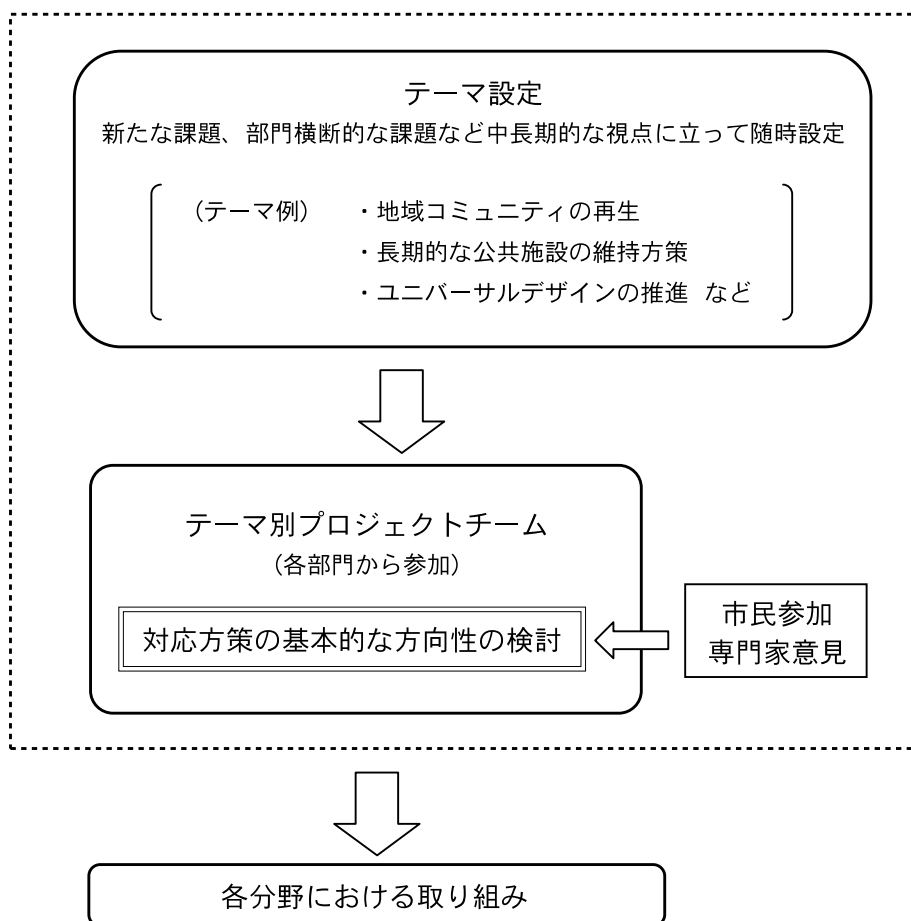 テーマ設定
新たな課題、部門横断的な課題など中長期的な視点に立って随時設定
（テーマ例） ・地域コミュニティの再生
・長期的な公共施設の維持方策
・ユニバーサルデザインの推進 など
テーマ別プロジェクトチーム
（各部門から参加）
対応方策の基本的な方向性の検討
市民参加
専門家意見
各分野における取り組み